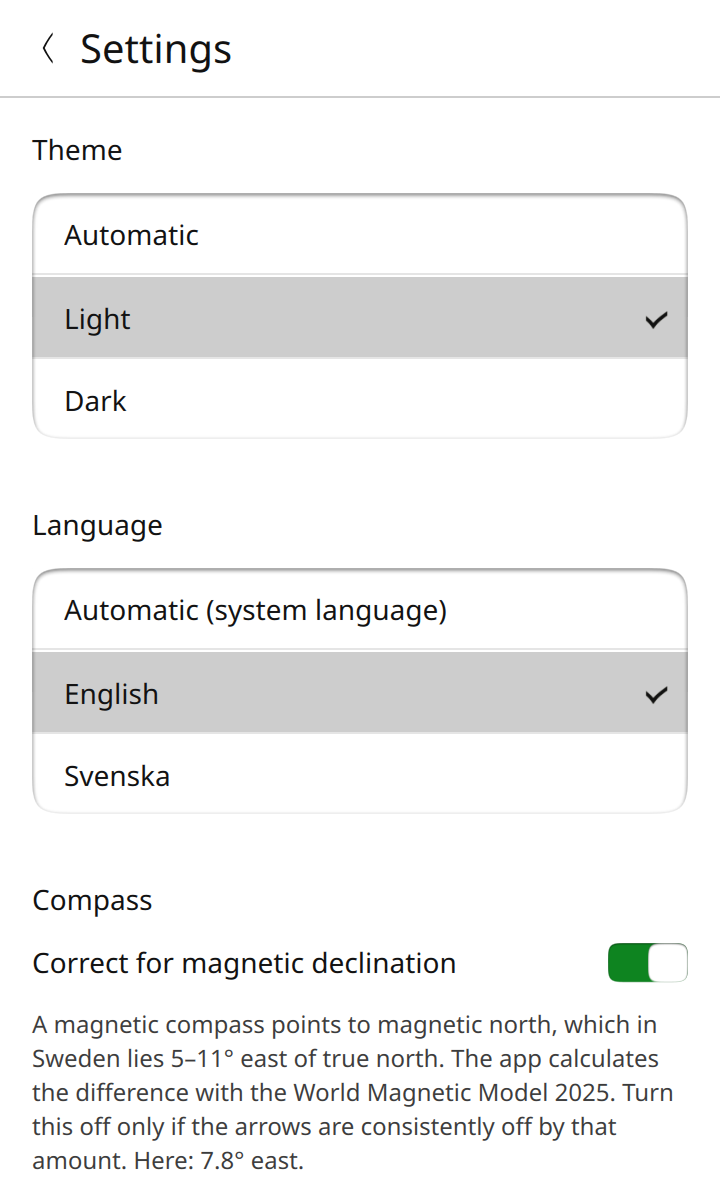 Settings
Theme
Automatic
Light
Dark
Language
Automatic (system language)
English
Svenska
Compass
Correct for magnetic declination
A magnetic compass points to magnetic north, which in
Sweden lies 5–11° east of true north. The app calculates
the difference with the World Magnetic Model 2025. Turn
this off only if the arrows are consistently off by that
amount. Here: 7.8° east.